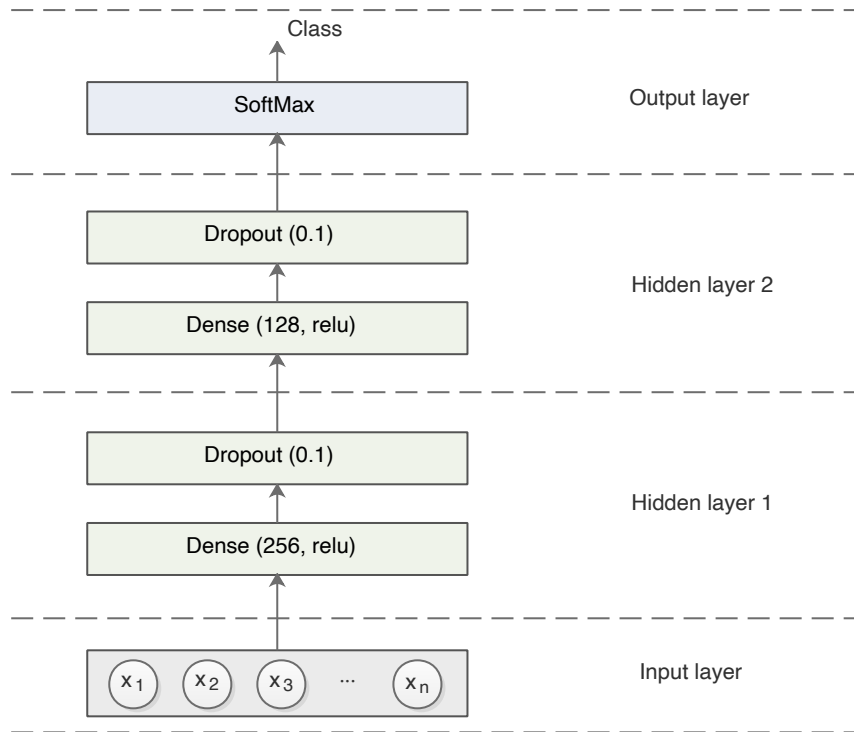 Class
SoftMax
Output layer
Dropout (0.1)
Hidden layer 2
Dense (128, relu)
Dropout (0.1)
Hidden layer 1
Dense (256, relu)
x1 x2 x3 ... xn
Input layer